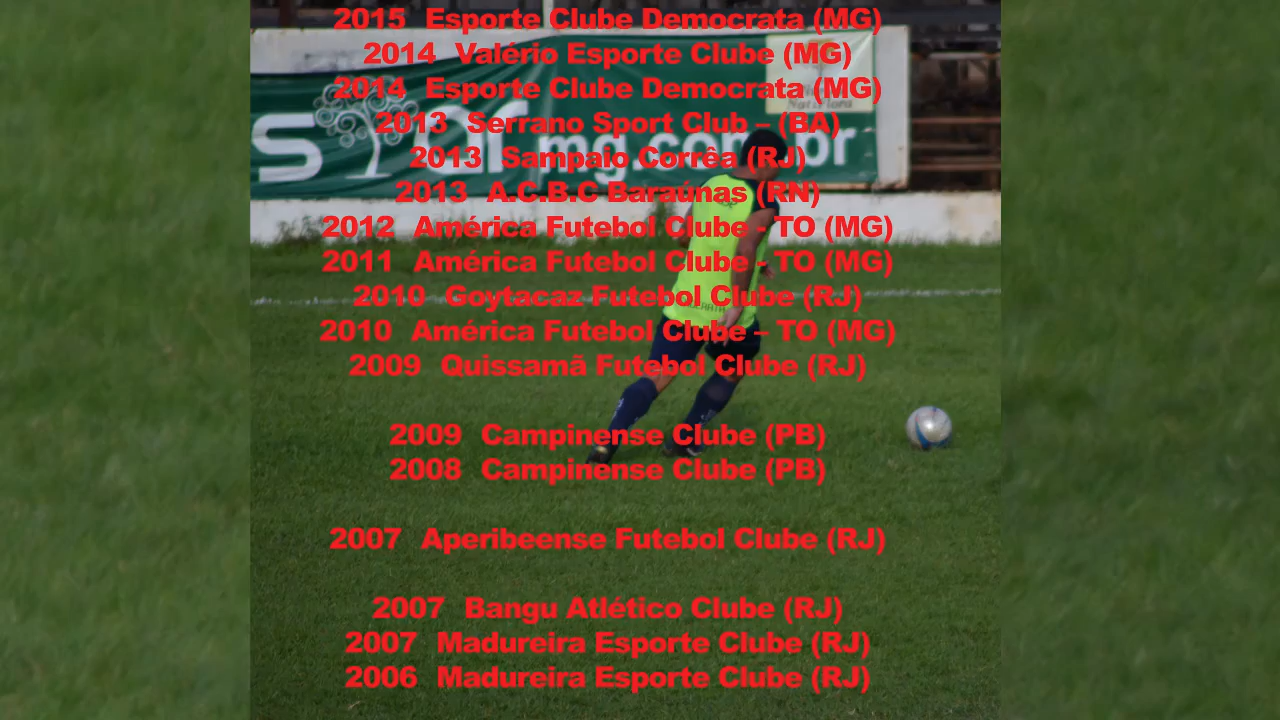 2015 Esporte Clube Democrata (MG)
2014 Valério Esporte Clube (MG)
2014 Esporte Clube Democrata (MG)
2013 Serrano Sport Club – (BA)
2013 Sampaio Corrêa (RJ)
2013 A.C.B.C Baraúnas (RN)
2012 América Futebol Clube - TO (MG)
2011 América Futebol Clube - TO (MG)
2010 Goytacaz Futebol Clube (RJ)
2010 América Futebol Clube – TO (MG)
2009 Quissamã Futebol Clube (RJ)
2009 Campinense Clube (PB)
2008 Campinense Clube (PB)
2007 Aperibeense Futebol Clube (RJ)
2007 Bangu Atlético Clube (RJ)
2007 Madureira Esporte Clube (RJ)
2006 Madureira Esporte Clube (RJ)